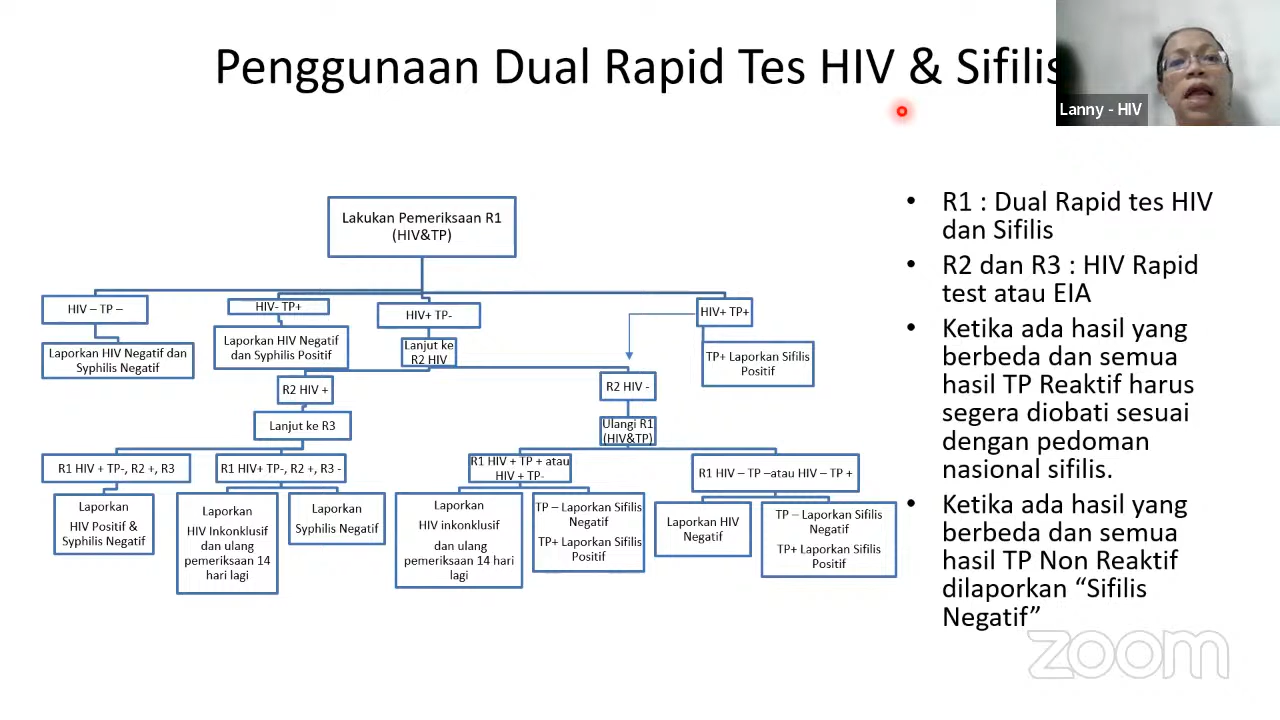 Penggunaan Dual Rapid Tes HIV & Sifilis
Lanny - HIV
Lakukan Pemeriksaan R1
(HIV&TP)
HIV – TP –
HIV- TP+
HIV+ TP-
HIV+ TP+
Laporkan HIV Negatif dan
Syphilis Negatif
Laporkan HIV Negatif
dan Syphilis Positif
Lanjut ke
R2 HIV
TP+ Laporkan Sifilis
Positif
R2 HIV +
R2 HIV -
Lanjut ke R3
Ulangi R1
(HIV&TP)
R1 HIV + TP-, R2 +, R3
R1 HIV+ TP-, R2 +, R3 -
R1 HIV + TP + atau
HIV + TP-
R1 HIV – TP –atau HIV – TP +
Laporkan
HIV Positif &
Syphilis Negatif
Laporkan
HIV Inkonklusif
dan ulang
pemeriksaan 14
hari lagi
Laporkan
Syphilis Negatif
Laporkan
HIV inkonklusif
dan ulang
pemeriksaan 14 hari
lagi
TP – Laporkan Sifilis
Negatif
TP+ Laporkan Sifilis
Positif
Laporkan HIV
Negatif
TP – Laporkan Sifilis
Negatif
TP+ Laporkan Sifilis
Positif
• R1 : Dual Rapid tes HIV
dan Sifilis
• R2 dan R3 : HIV Rapid
test atau EIA
• Ketika ada hasil yang
berbeda dan semua
hasil TP Reaktif harus
segera diobati sesuai
dengan pedoman
nasional sifilis.
• Ketika ada hasil yang
berbeda dan semua
hasil TP Non Reaktif
dilaporkan “Sifilis
Negatif”
zoom